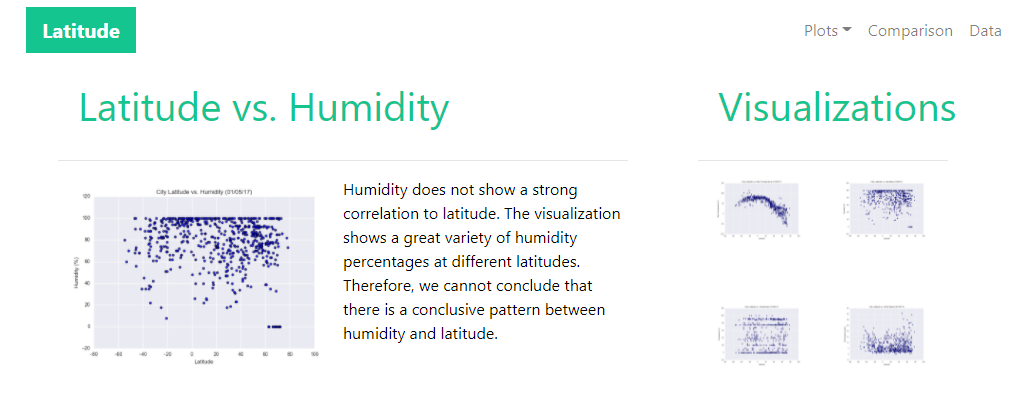 Latitude
Plots Comparison Data
Latitude vs. Humidity
Visualizations
City Latitude vs. Humidity (01/05/17)
Humidity (%)
120
100
80
60
40
20
0
-20
-80 -60 -40 -20 0 20 40 60 80 100
Latitude
Humidity does not show a strong
correlation to latitude. The visualization
shows a great variety of humidity
percentages at different latitudes.
Therefore, we cannot conclude that
there is a conclusive pattern between
humidity and latitude.